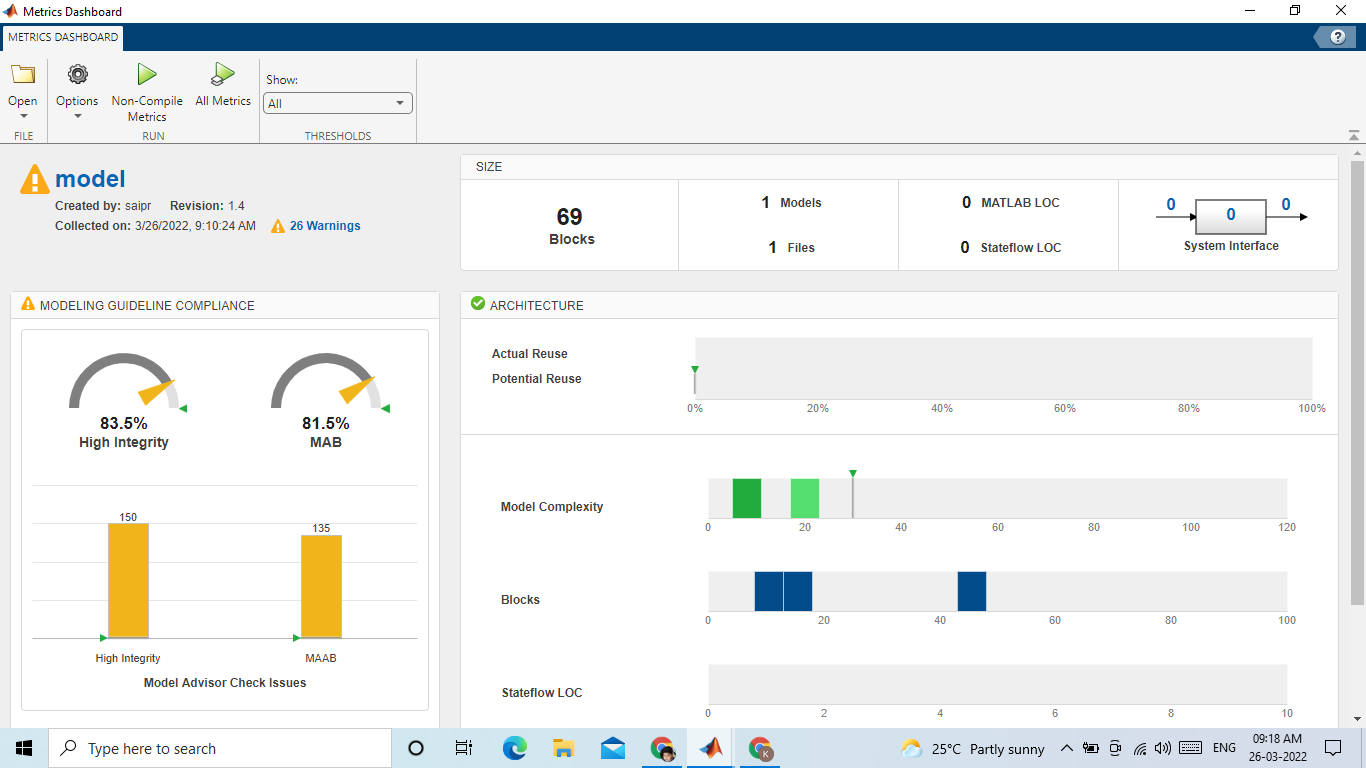 Metrics Dashboard
METRICS DASHBOARD
?
Open
Options
Non-Compile
Metrics
All Metrics
Show:
All
FILE
RUN
THRESHOLDS
model
Created by: saipr Revision: 1.4
Collected on: 3/26/2022, 9:10:24 AM 26 Warnings
SIZE
69
Blocks
1 Models
1 Files
0 MATLAB LOC
0 Stateflow LOC
0 0 0
System Interface
MODELING GUIDELINE COMPLIANCE
83.5%
High Integrity
81.5%
MAB
150
135
High Integrity
MAAB
Model Advisor Check Issues
ARCHITECTURE
Actual Reuse
Potential Reuse
0% 20% 40% 60% 80% 100%
Model Complexity
0 20 40 60 80 100 120
Blocks
0 20 40 60 80 100
Stateflow LOC
0 2 4 6 8 10
Type here to search
K
25°C Partly sunny
ENG
09:18 AM
26-03-2022